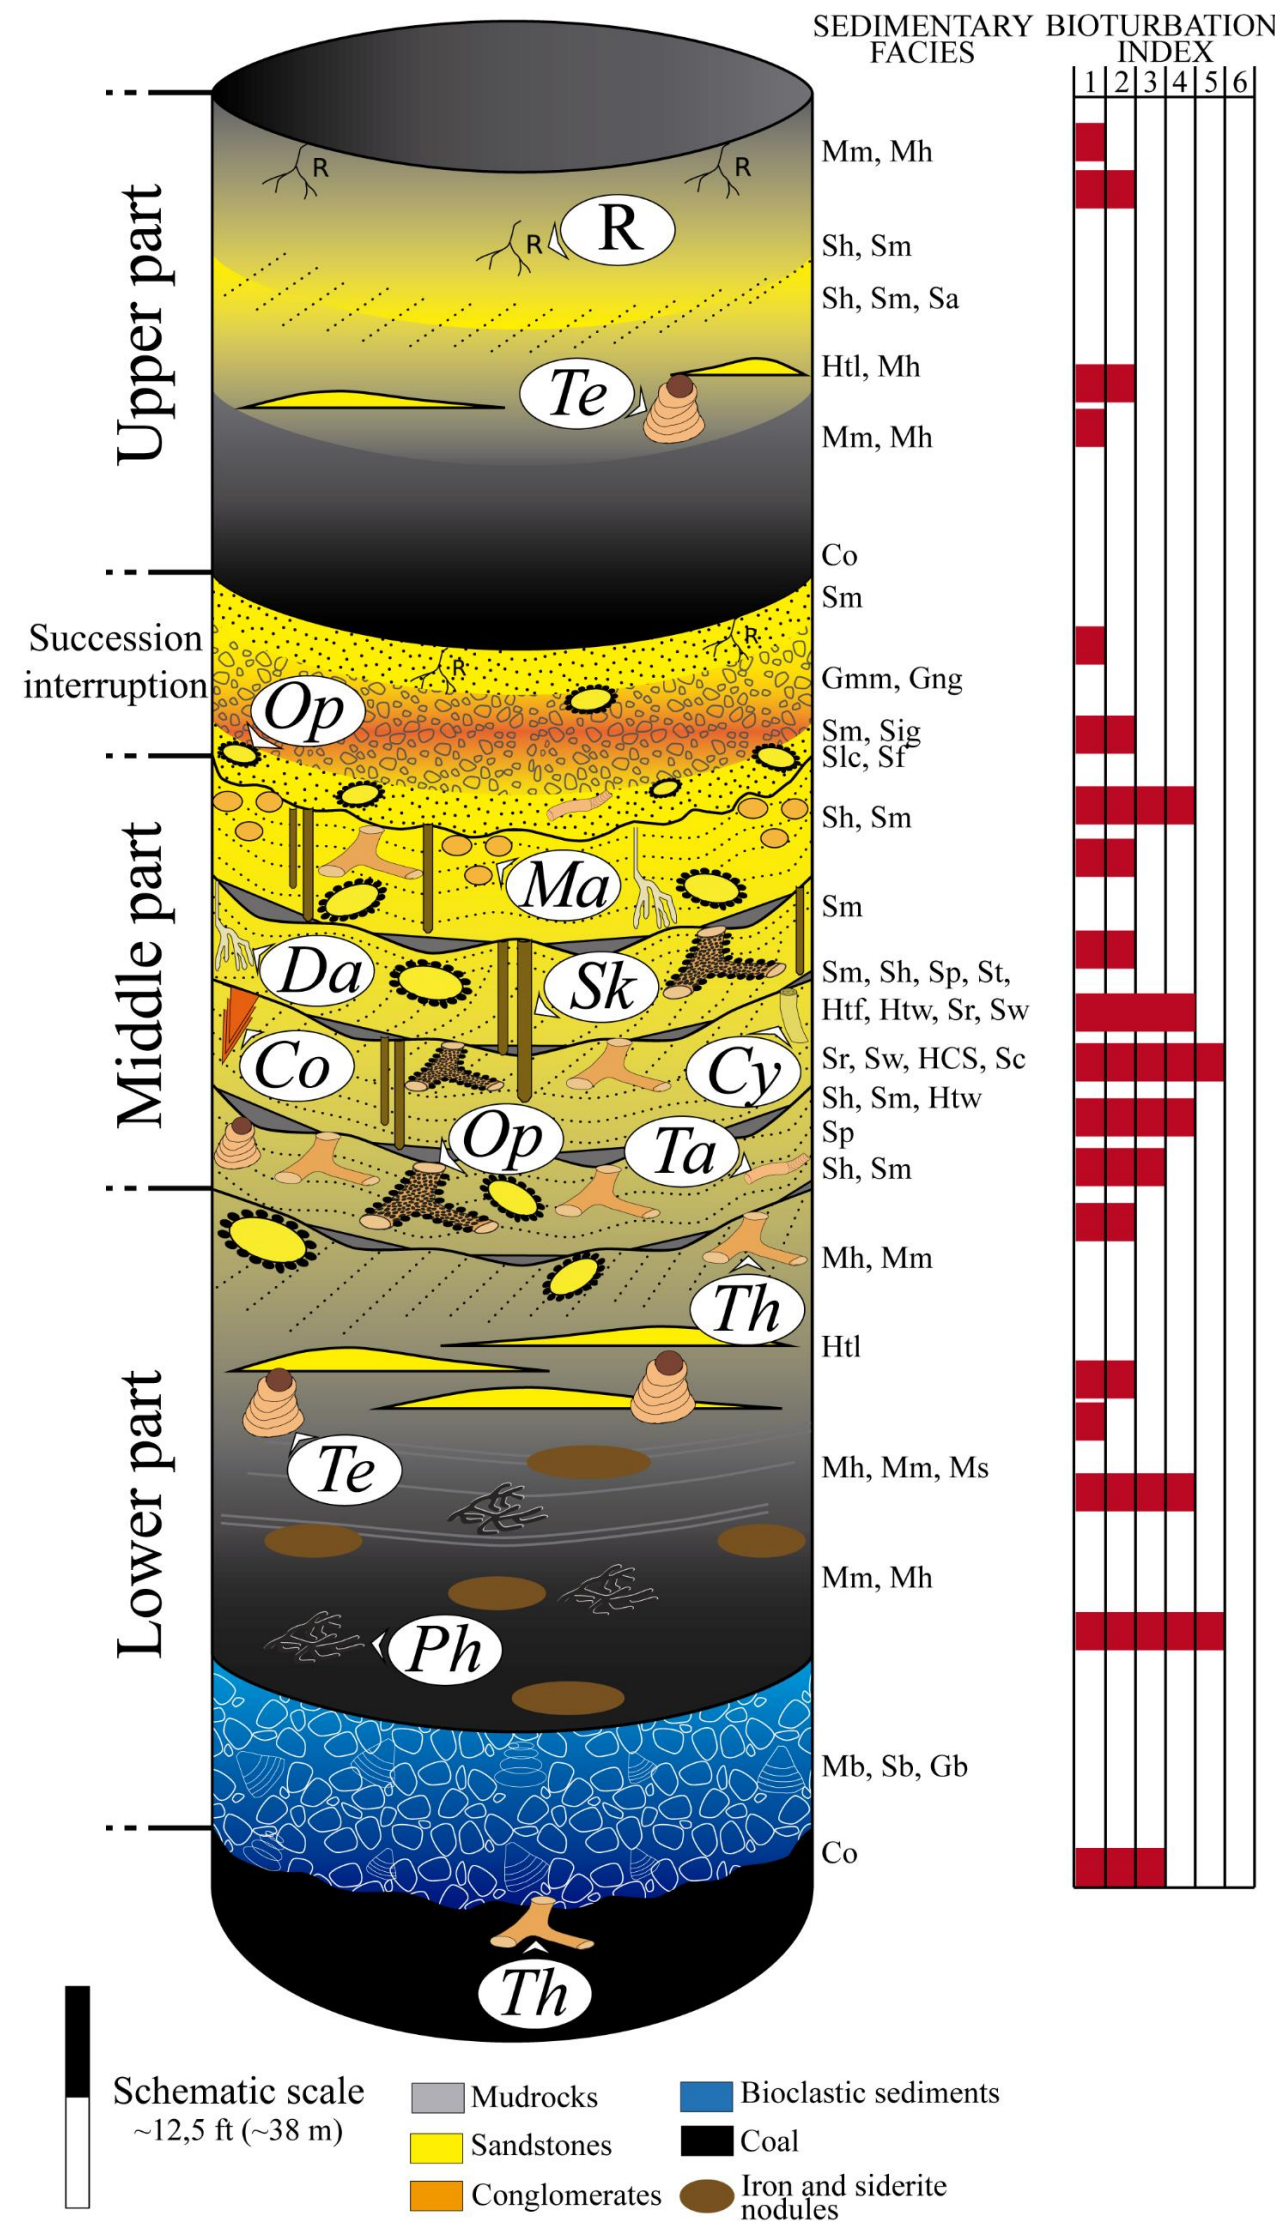 SEDIMENTARY
FACIES
BIOTURBATION
INDEX
1 2 3 4 5 6
Upper part
Mm, Mh
R
R
R
R
Sh, Sm
Sh, Sm, Sa
Htl, Mh
Te
Mm, Mh
Co
Sm
Succession
interruption
R
R
Gmm, Gng
Op
Sm, Sig
Slc, Sf
Middle part
Sh, Sm
Ma
Sm
Da
Sk
Sm, Sh, Sp, St,
Htf, Htw, Sr, Sw
Co
Cy
Sr, Sw, HCS, Sc
Sh, Sm, Htw
Op
Ta
Sp
Sh, Sm
Lower part
Mh, Mm
Th
Htl
Te
Mh, Mm, Ms
Mm, Mh
Ph
Mb, Sb, Gb
Co
Th
Schematic scale
~12,5 ft (~38 m)
Mudrocks
Sandstones
Conglomerates
Bioclastic sediments
Coal
Iron and siderite
nodules